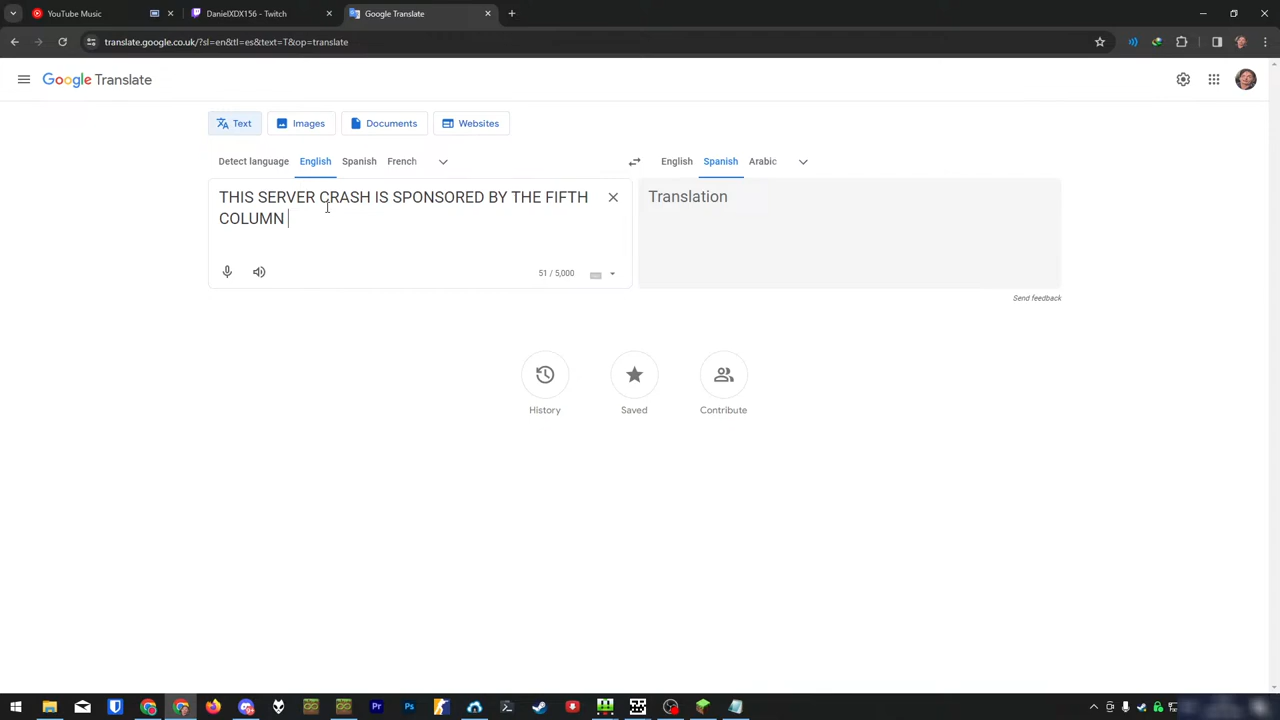 YouTube Music
DanielXDX156 - Twitch
Google Translate
translate.google.co.uk/?sl=en&tl=es&text=T&op=translate
Google Translate
Text
Images
Documents
Websites
Detect language
English
Spanish
French
English
Spanish
Arabic
THIS SERVER CRASH IS SPONSORED BY THE FIFTH
COLUMN
Translation
51 / 5,000
Send feedback
History
Saved
Contribute